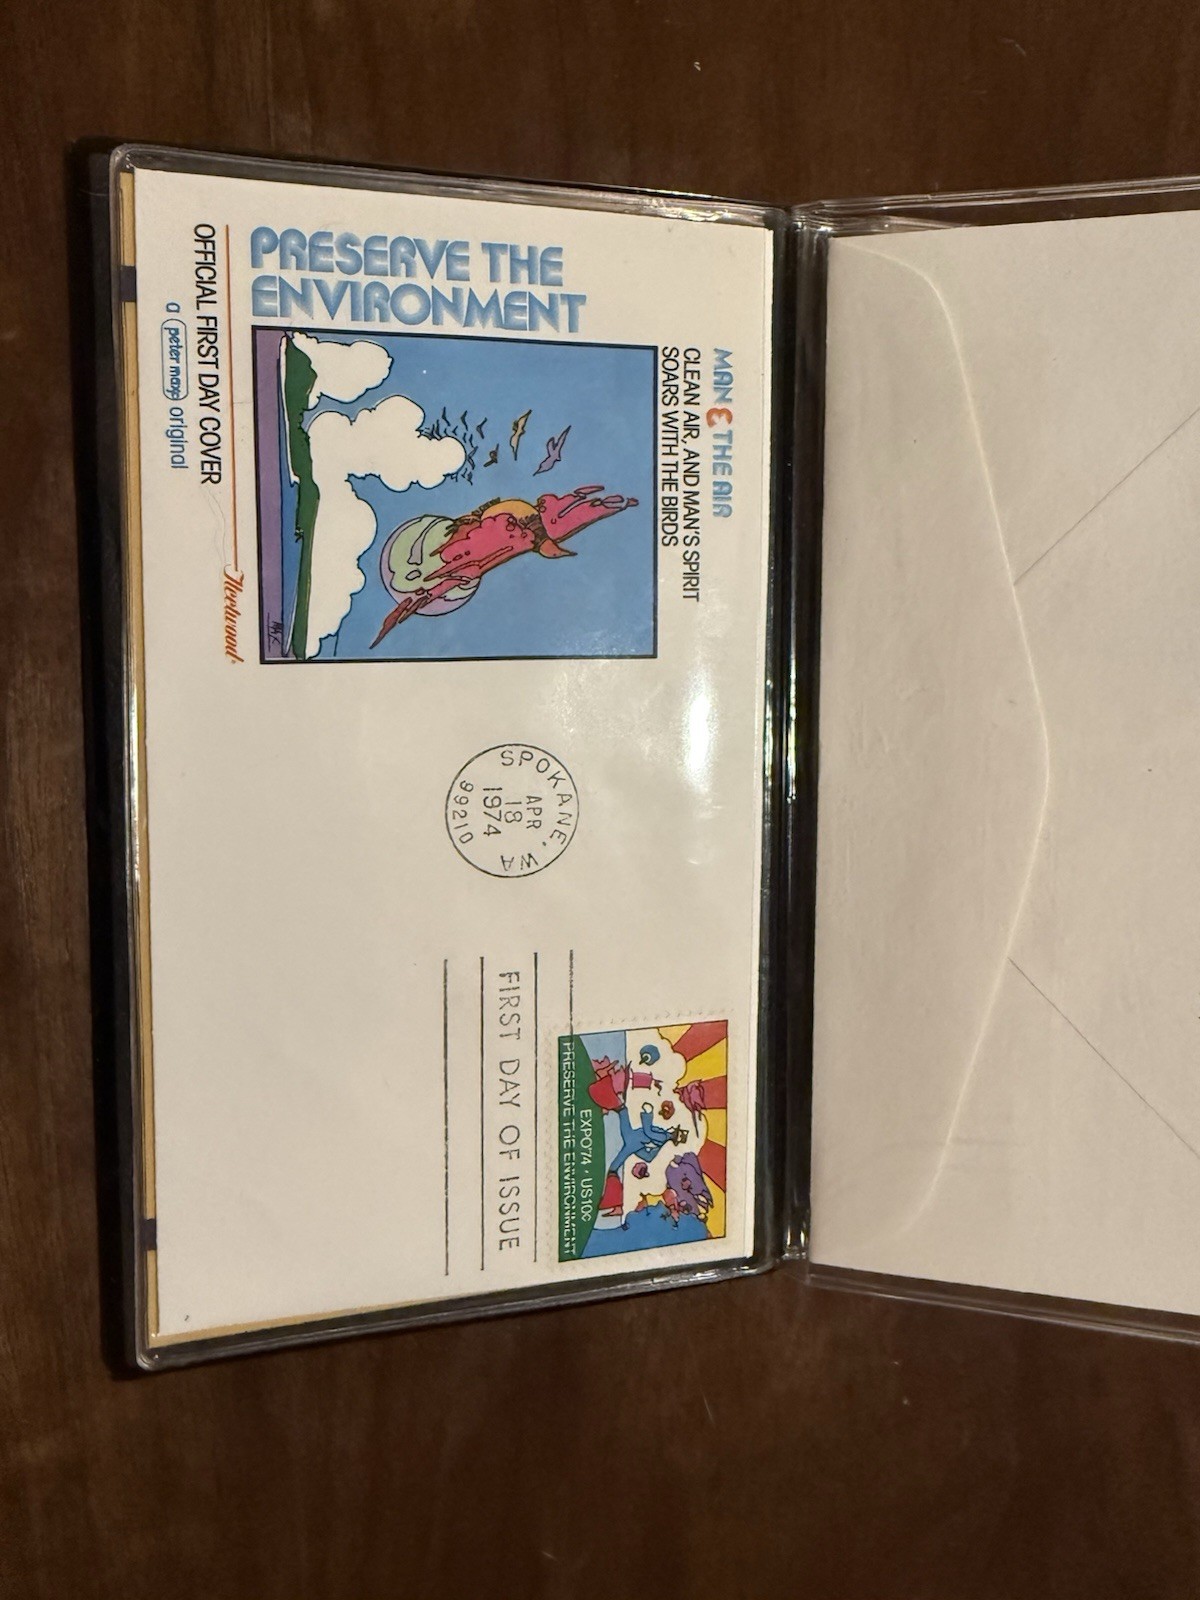 MAN & THE AIR
CLEAN AIR, AND MAN'S SPIRIT
SOARS WITH THE BIRDS
PRESERVE THE
ENVIRONMENT
MAX
OFFICIAL FIRST DAY COVER
Fleetwood®
a peter max original
SPOKANE, WA
APR
18
1974
99210
FIRST DAY OF ISSUE
EXPO'74 · US10c
PRESERVE THE ENVIRONMENT